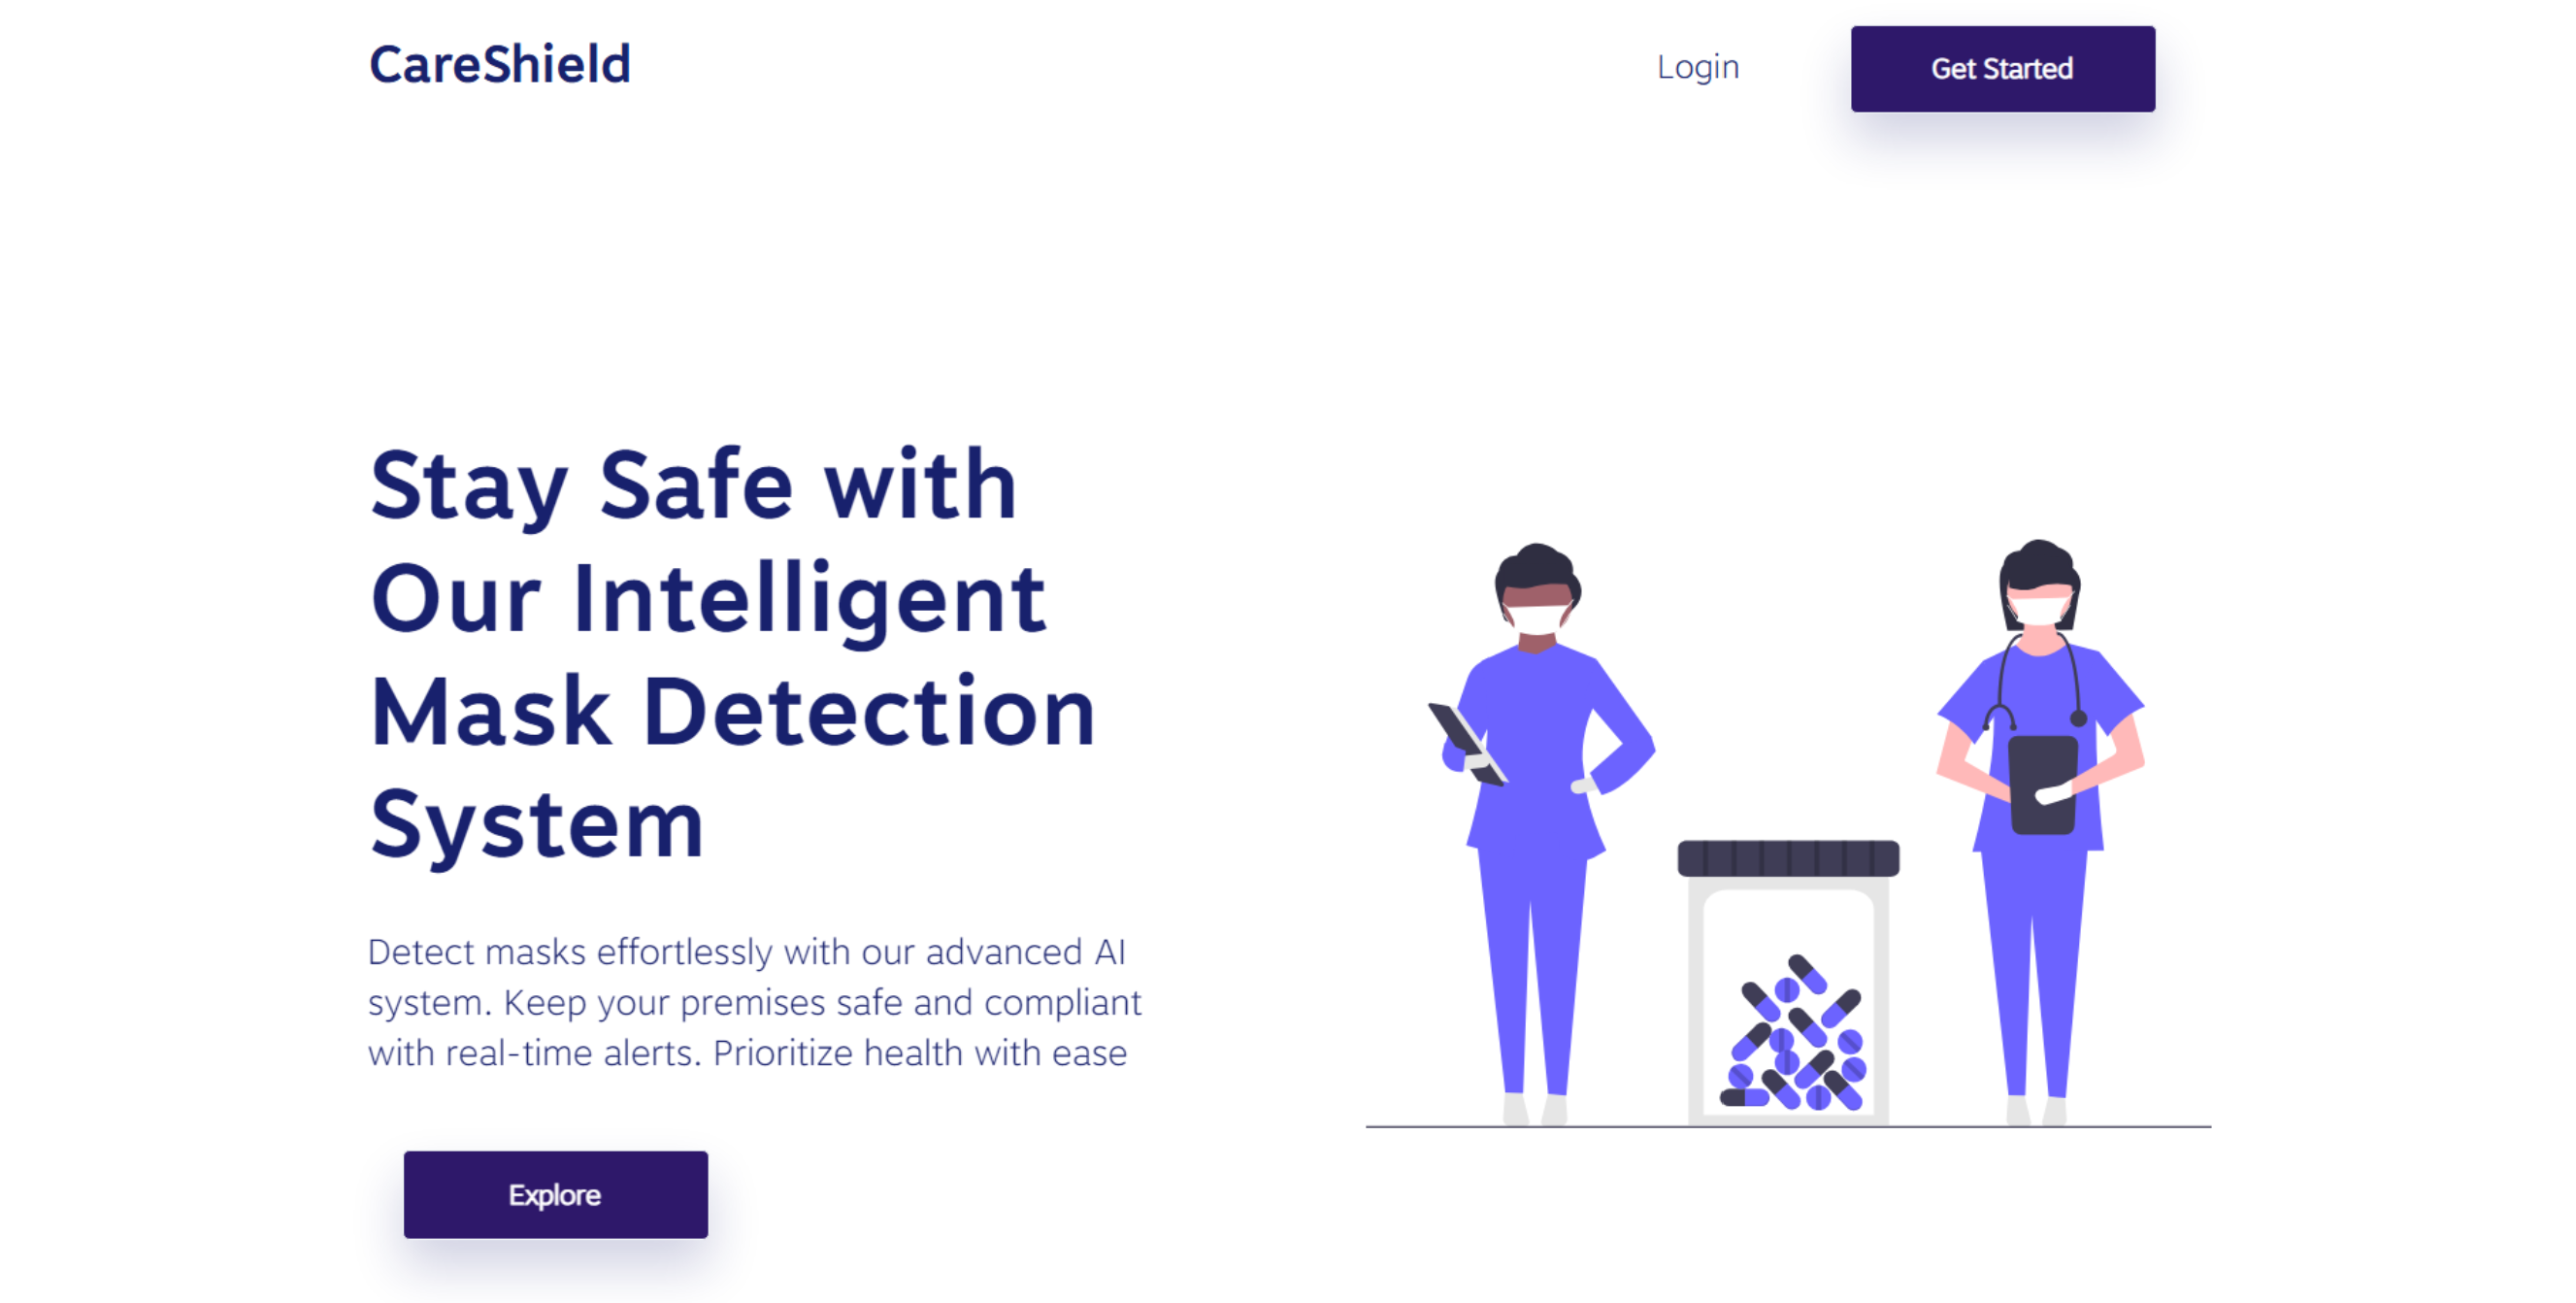 CareShield
Login
Get Started
Stay Safe with
Our Intelligent
Mask Detection
System
Detect masks effortlessly with our advanced AI
system. Keep your premises safe and compliant
with real-time alerts. Prioritize health with ease
Explore